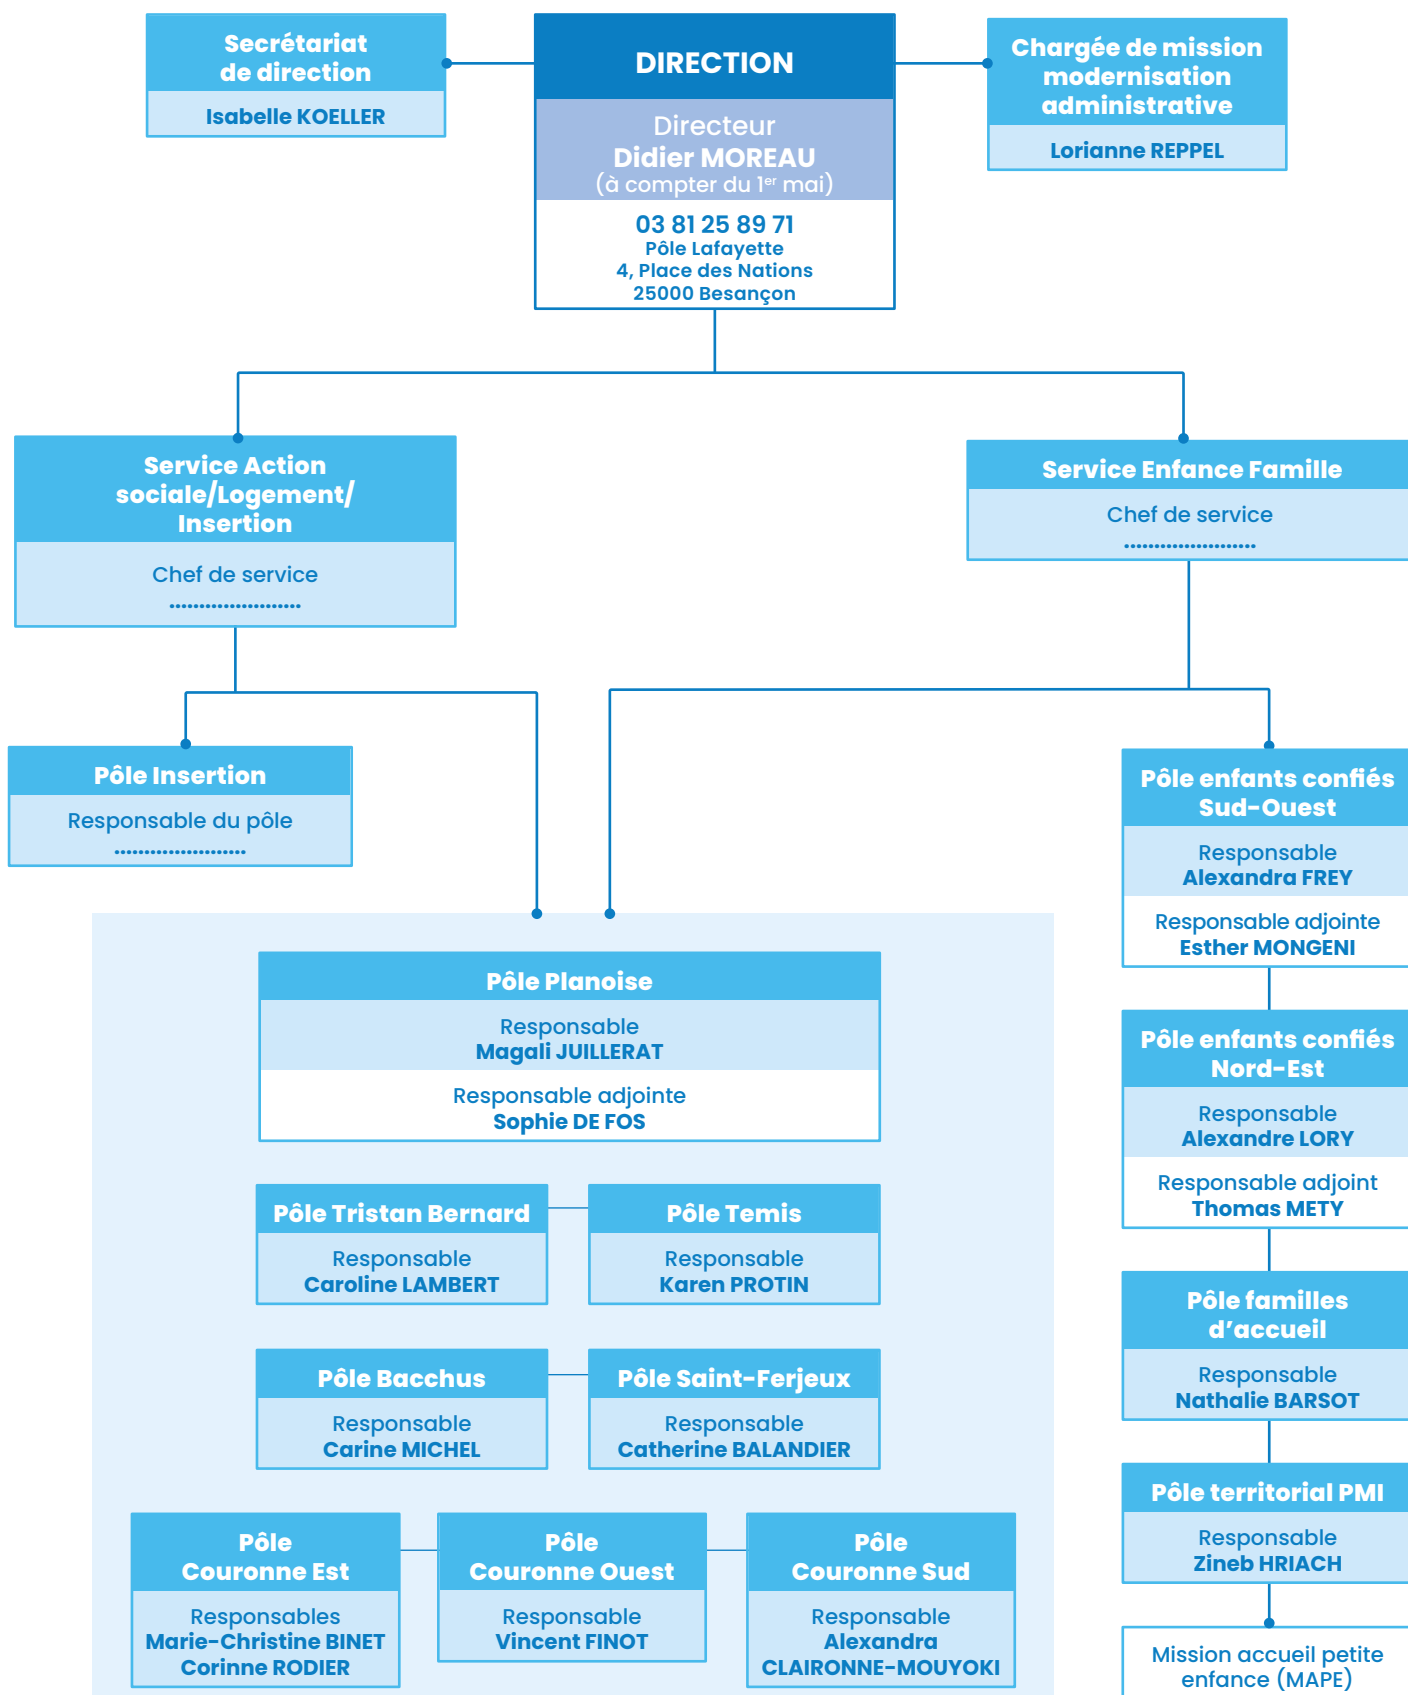 Secrétariat
de direction
Isabelle KOELLER
DIRECTION
Directeur
Didier MOREAU
(à compter du 1er mai)
03 81 25 89 71
Pôle Lafayette
4, Place des Nations
25000 Besançon
Chargée de mission
modernisation
administrative
Lorianne REPPEL
Service Action
sociale/Logement/
Insertion
Chef de service
......................
Service Enfance Famille
Chef de service
......................
Pôle Insertion
Responsable du pôle
......................
Pôle Planoise
Responsable
Magali JUILLERAT
Responsable adjointe
Sophie DE FOS
Pôle Tristan Bernard
Responsable
Caroline LAMBERT
Pôle Temis
Responsable
Karen PROTIN
Pôle Bacchus
Responsable
Carine MICHEL
Pôle Saint-Ferjeux
Responsable
Catherine BALANDIER
Pôle
Couronne Est
Responsables
Marie-Christine BINET
Corinne RODIER
Pôle
Couronne Ouest
Responsable
Vincent FINOT
Pôle
Couronne Sud
Responsable
Alexandra
CLAIRONNE-MOUYOKI
Pôle enfants confiés
Sud-Ouest
Responsable
Alexandra FREY
Responsable adjointe
Esther MONGENI
Pôle enfants confiés
Nord-Est
Responsable
Alexandre LORY
Responsable adjoint
Thomas METY
Pôle familles
d'accueil
Responsable
Nathalie BARSOT
Pôle territorial PMI
Responsable
Zineb HRIACH
Mission accueil petite
enfance (MAPE)